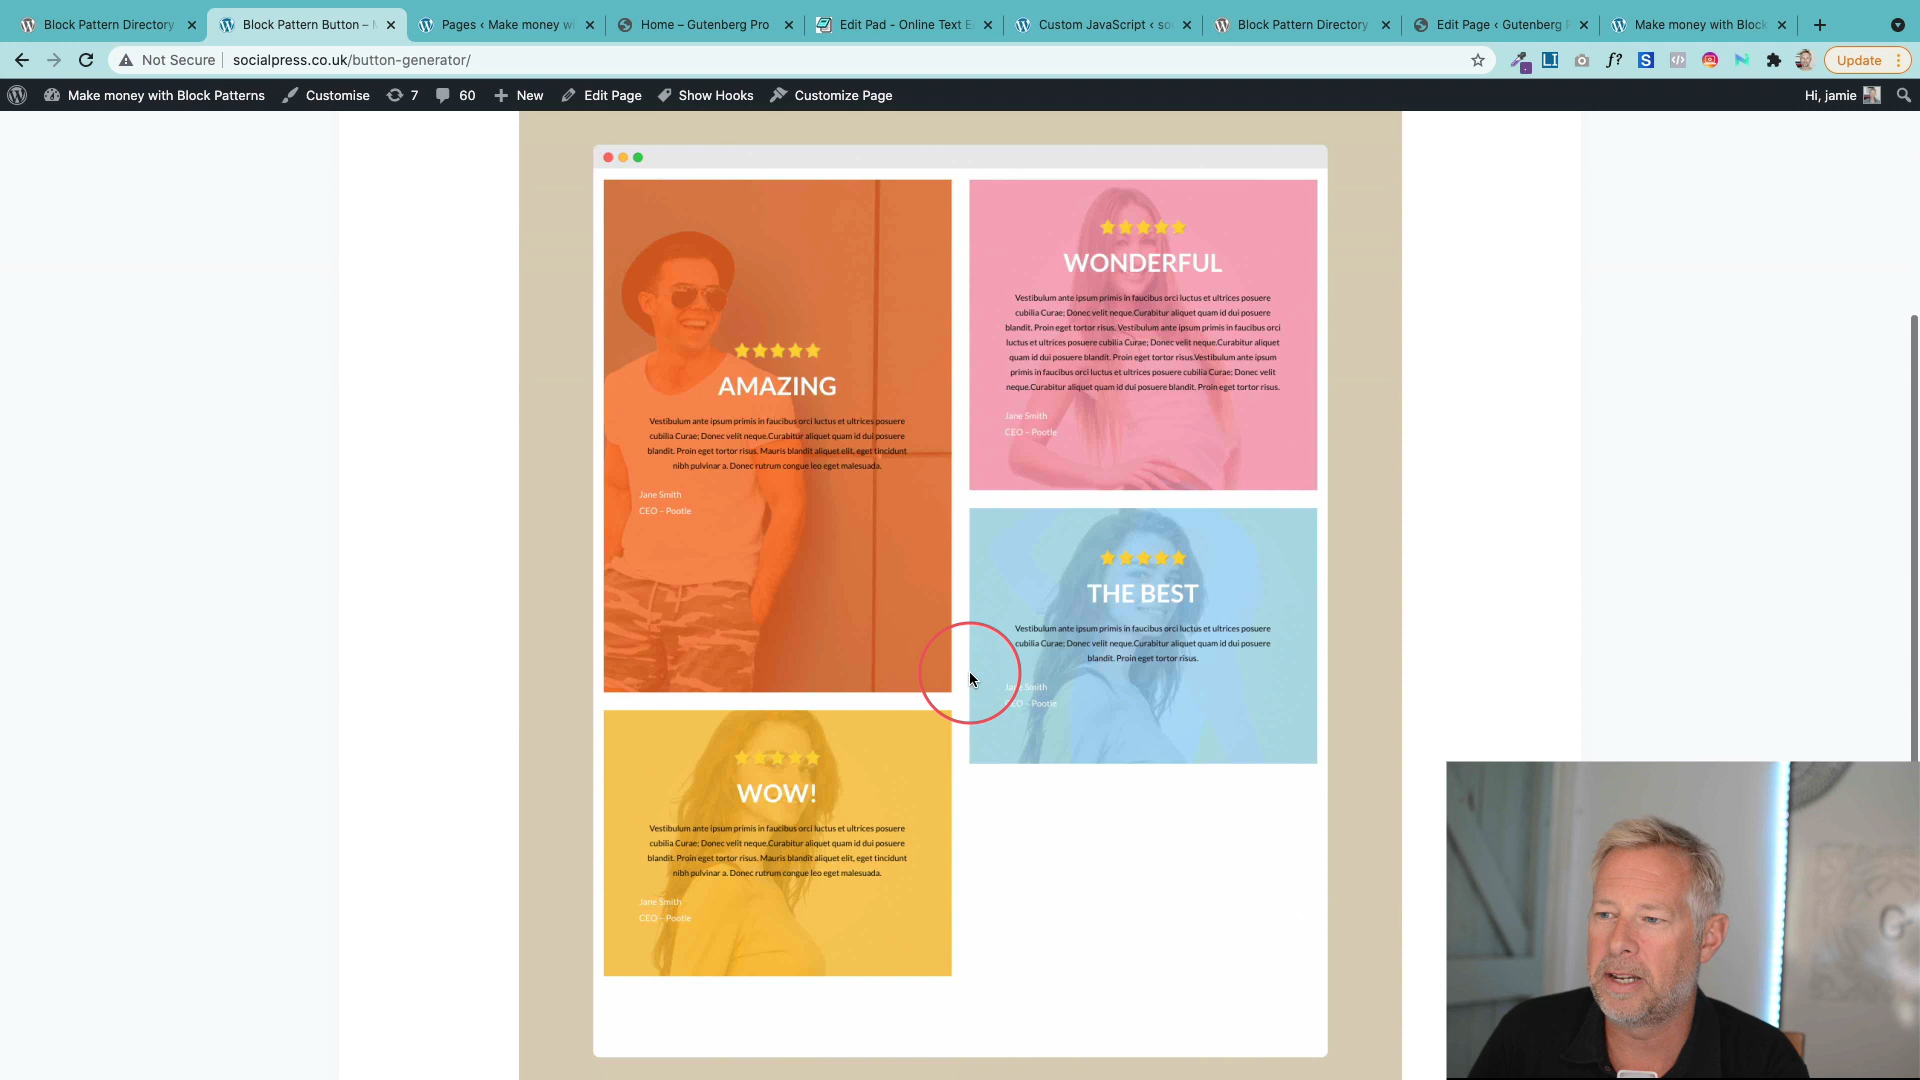 Block Pattern Directory
Block Pattern Button –
Pages ‹ Make money wi
Home – Gutenberg Pro
Edit Pad - Online Text E
Custom JavaScript ‹ so
Block Pattern Directory
Edit Page ‹ Gutenberg P
Make money with Block
Not Secure
socialpress.co.uk/button-generator/
Update
Make money with Block Patterns
Customise
7
60
New
Edit Page
Show Hooks
Customize Page
Hi, jamie
AMAZING
Vestibulum ante ipsum primis in faucibus orci luctus et ultrices posuere
cubilia Curae; Donec velit neque.Curabitur aliquet quam id dui posuere
blandit. Proin eget tortor risus. Mauris blandit aliquet elit, eget tincidunt
nibh pulvinar a. Donec rutrum congue leo eget malesuada.
Jane Smith
CEO – Pootle
WONDERFUL
Vestibulum ante ipsum primis in faucibus orci luctus et ultrices posuere
cubilia Curae; Donec velit neque.Curabitur aliquet quam id dui posuere
blandit. Proin eget tortor risus. Vestibulum ante ipsum primis in faucibus orci
luctus et ultrices posuere cubilia Curae; Donec velit neque.Curabitur aliquet
quam id dui posuere blandit. Proin eget tortor risus.Vestibulum ante ipsum
primis in faucibus orci luctus et ultrices posuere cubilia Curae; Donec velit
neque.Curabitur aliquet quam id dui posuere blandit. Proin eget tortor risus.
Jane Smith
CEO – Pootle
THE BEST
Vestibulum ante ipsum primis in faucibus orci luctus et ultrices posuere
cubilia Curae; Donec velit neque.Curabitur aliquet quam id dui posuere
blandit. Proin eget tortor risus.
Jane Smith
CEO – Pootle
WOW!
Vestibulum ante ipsum primis in faucibus orci luctus et ultrices posuere
cubilia Curae; Donec velit neque.Curabitur aliquet quam id dui posuere
blandit. Proin eget tortor risus. Mauris blandit aliquet elit, eget tincidunt
nibh pulvinar a. Donec rutrum congue leo eget malesuada.
Jane Smith
CEO – Pootle